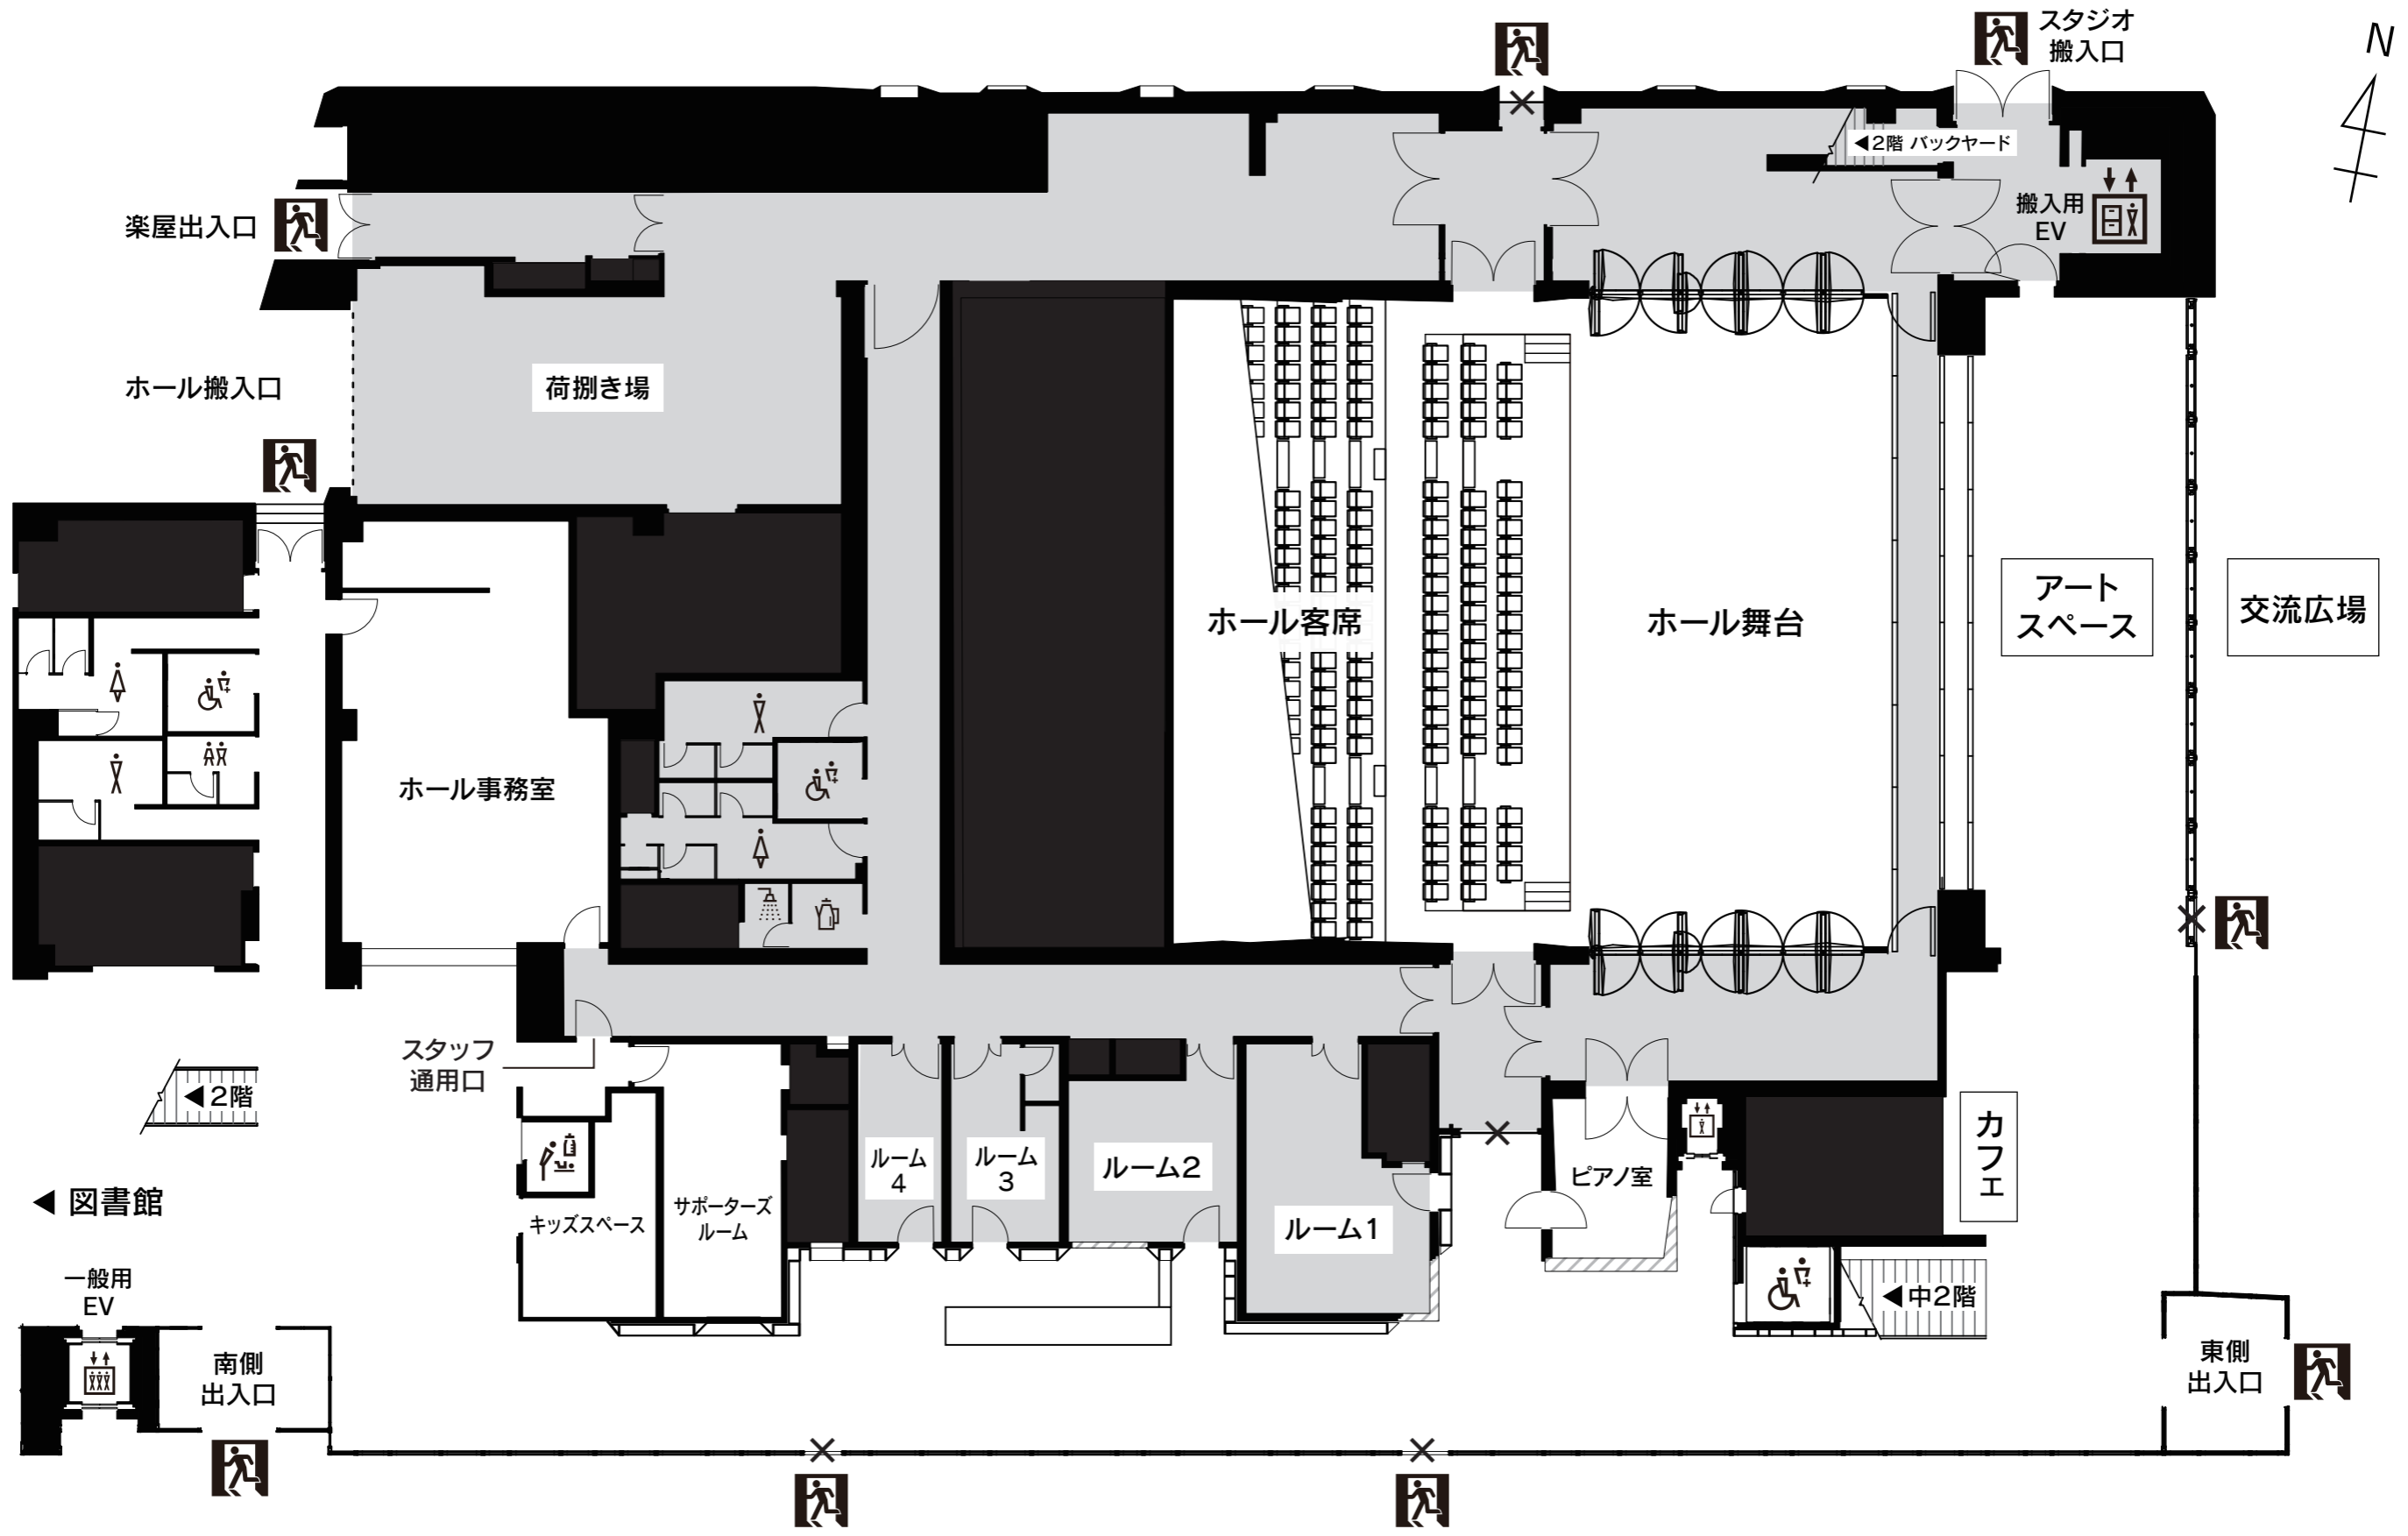 スタジオ
搬入口
N
◀2階 バックヤード
楽屋出入口
搬入用
EV
ホール搬入口
荷捌き場
ホール客席
ホール舞台
アート
スペース
交流広場
ホール事務室
スタッフ
通用口
◀2階
カフェ
ルーム
4
ルーム
3
ルーム2
ピアノ室
◀ 図書館
キッズスペース
サポーターズ
ルーム
ルーム1
一般用
EV
◀中2階
南側
出入口
東側
出入口